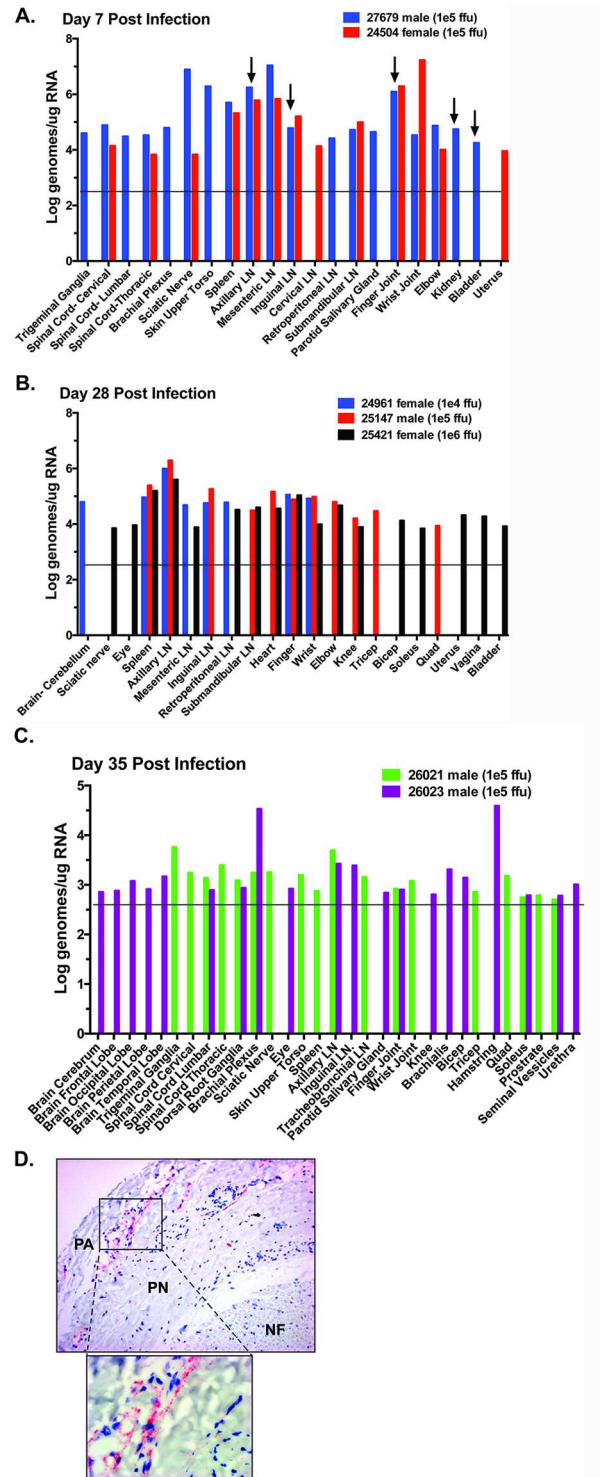 A.
Day 7 Post Infection
27679 male (1e5 ffu)
24504 female (1e5 ffu)
Log genomes/ug RNA
8
6
4
2
0
Trigeminal Ganglia
Spinal Cord- Cervical
Spinal Cord- Lumbar
Spinal Cord-Thoracic
Brachial Plexus
Sciatic Nerve
Skin Upper Torso
Spleen
Axillary LN
Mesenteric LN
Inguinal LN
Cervical LN
Retroperitoneal LN
Submandibular LN
Parotid Salivary Gland
Finger Joint
Wrist Joint
Elbow
Kidney
Bladder
Uterus
B.
Day 28 Post Infection
24961 female (1e4 ffu)
25147 male (1e5 ffu)
25421 female (1e6 ffu)
Log genomes/ug RNA
8
6
4
2
0
Brain- Cerebellum
Sciatic nerve
Eye
Spleen
Axillary LN
Mesenteric LN
Inguinal LN
Retroperitoneal LN
Submandibular LN
Heart
Finger
Wrist
Elbow
Knee
Tricep
Bicep
Soleus
Quad
Uterus
Vagina
Bladder
C.
Day 35 Post Infection
26021 male (1e5 ffu)
26023 male (1e5 ffu)
Log genomes/ug RNA
5
4
3
2
1
0
Brain Cerebrum
Brain Frontal Lobe
Brain Occipital Lobe
Brain Perietal Lobe
Brain Temporal Lobe
Trigeminal Ganglia
Spinal Cord Cervical
Spinal Cord Lumbar
Spinal Cord Thoracic
Dorsal Root Ganglia
Brachial Plexus
Sciatic Nerve
Eye
Skin Upper Torso
Spleen
Axillary LN
Inguinal LN
Tracheobronchial LN
Parotid Salivary Gland
Finger Joint
Wrist Joint
Knee
Brachialis
Bicep
Tricep
Hamstring
Quad
Soleus
Prostrate
Seminal Vessicles
Urethra
D.
PA
PN
NF